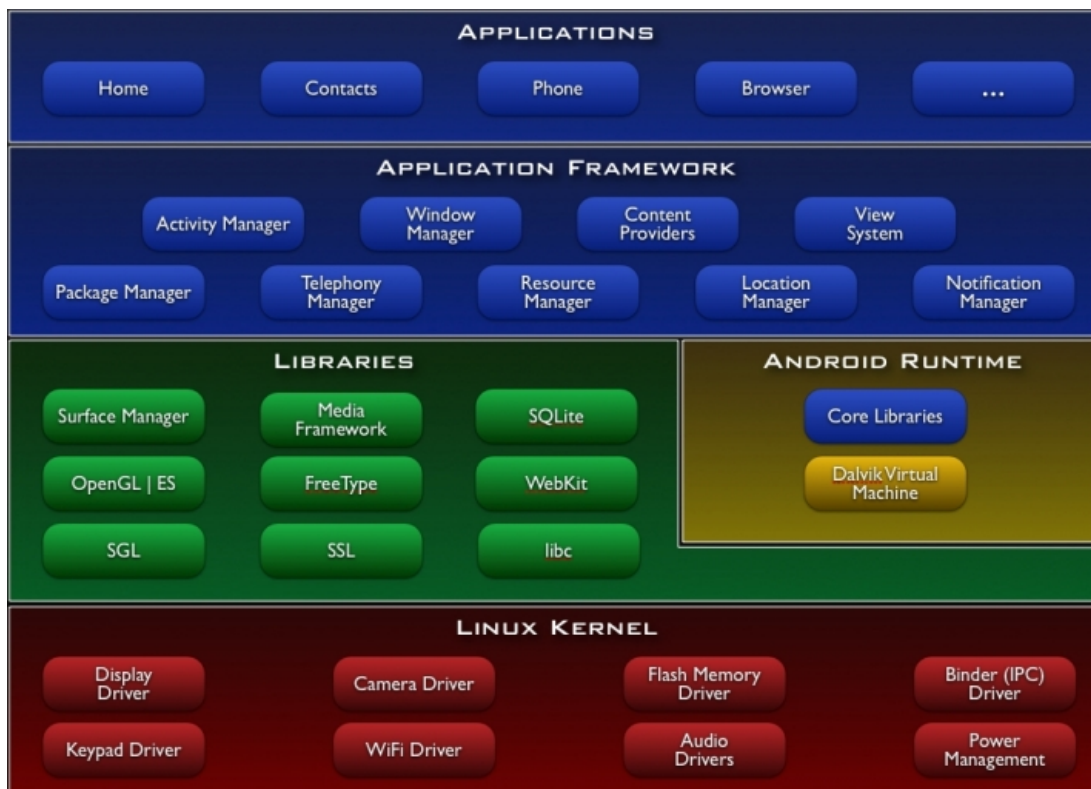 APPLICATIONS
Home
Contacts
Phone
Browser
...
APPLICATION FRAMEWORK
Activity Manager
Window
Manager
Content
Providers
View
System
Package Manager
Telephony
Manager
Resource
Manager
Location
Manager
Notification
Manager
LIBRARIES
Surface Manager
Media
Framework
SQLite
OpenGL | ES
FreeType
WebKit
SGL
SSL
libc
ANDROID RUNTIME
Core Libraries
Dalvik Virtual
Machine
LINUX KERNEL
Display
Driver
Camera Driver
Flash Memory
Driver
Binder (IPC)
Driver
Keypad Driver
WiFi Driver
Audio
Drivers
Power
Management